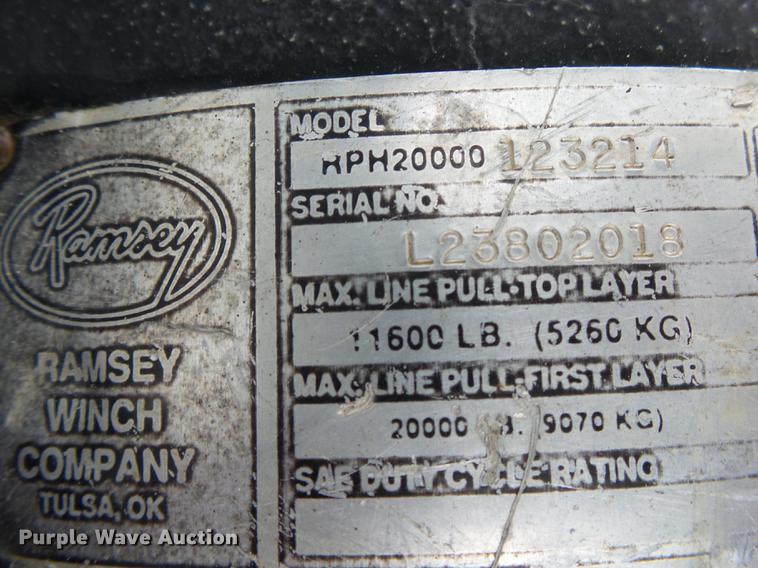 Ramsey
RAMSEY
WINCH
COMPANY
TULSA, OK
MODEL
RPH20000 123214
SERIAL NO.
L23802018
MAX. LINE PULL-TOP LAYER
11600 LB. (5260 KG)
MAX. LINE PULL-FIRST LAYER
20000 LB. (9070 KG)
SAE DUTY CYCLE RATING
Purple Wave Auction